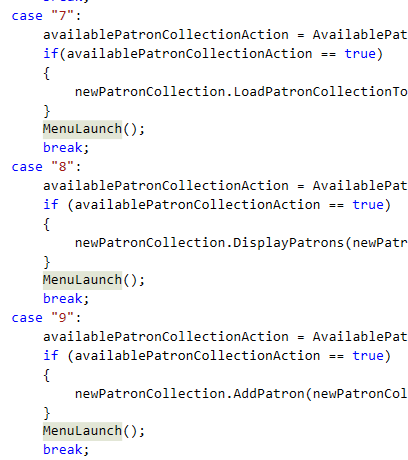 break;
case "7":
availablePatronCollectionAction = AvailablePat
if(availablePatronCollectionAction == true)
{
newPatronCollection.LoadPatronCollectionTo
}
MenuLaunch();
break;
case "8":
availablePatronCollectionAction = AvailablePat
if (availablePatronCollectionAction == true)
{
newPatronCollection.DisplayPatrons(newPatr
}
MenuLaunch();
break;
case "9":
availablePatronCollectionAction = AvailablePat
if (availablePatronCollectionAction == true)
{
newPatronCollection.AddPatron(newPatronCol
}
MenuLaunch();
break;